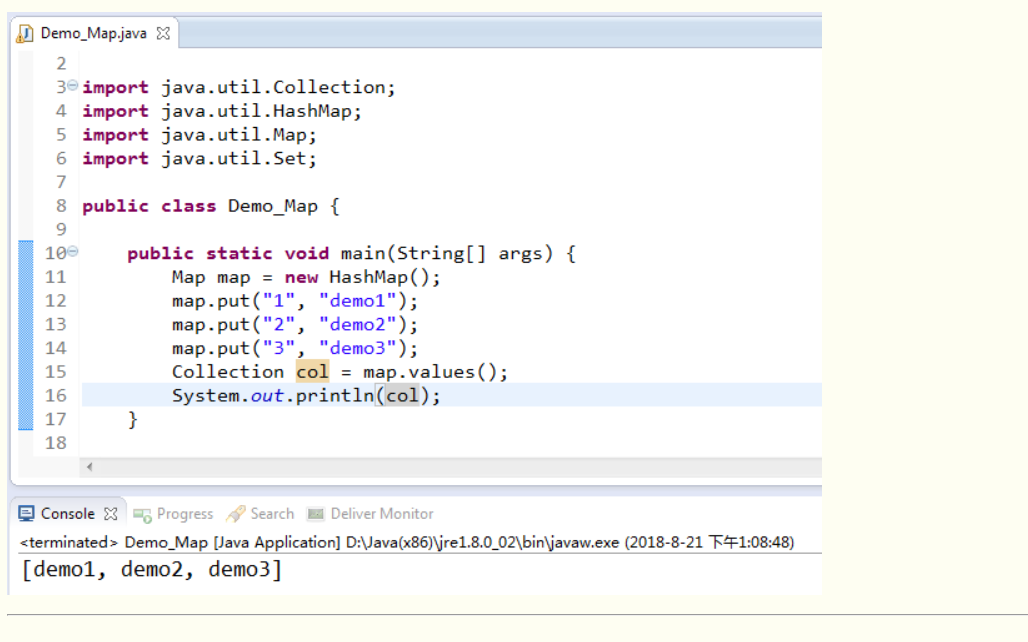 Demo_Map.java
2
3 import java.util.Collection;
4 import java.util.HashMap;
5 import java.util.Map;
6 import java.util.Set;
7
8 public class Demo_Map {
9
10     public static void main(String[] args) {
11         Map map = new HashMap();
12         map.put("1", "demo1");
13         map.put("2", "demo2");
14         map.put("3", "demo3");
15         Collection col = map.values();
16         System.out.println(col);
17     }
18
Console Progress Search Deliver Monitor
<terminated> Demo_Map [Java Application] D:\Java(x86)\jre1.8.0_02\bin\javaw.exe (2018-8-21 下午1:08:48)
[demo1, demo2, demo3]